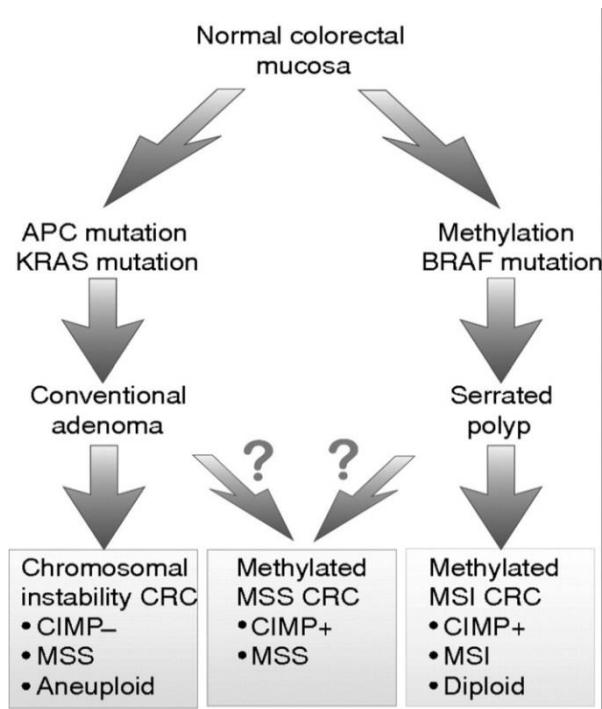 Normal colorectal
mucosa
APC mutation
KRAS mutation
Methylation
BRAF mutation
Conventional
adenoma
Serrated
polyp
?
?
Chromosomal
instability CRC
• CIMP–
• MSS
• Aneuploid
Methylated
MSS CRC
• CIMP+
• MSS
Methylated
MSI CRC
• CIMP+
• MSI
• Diploid